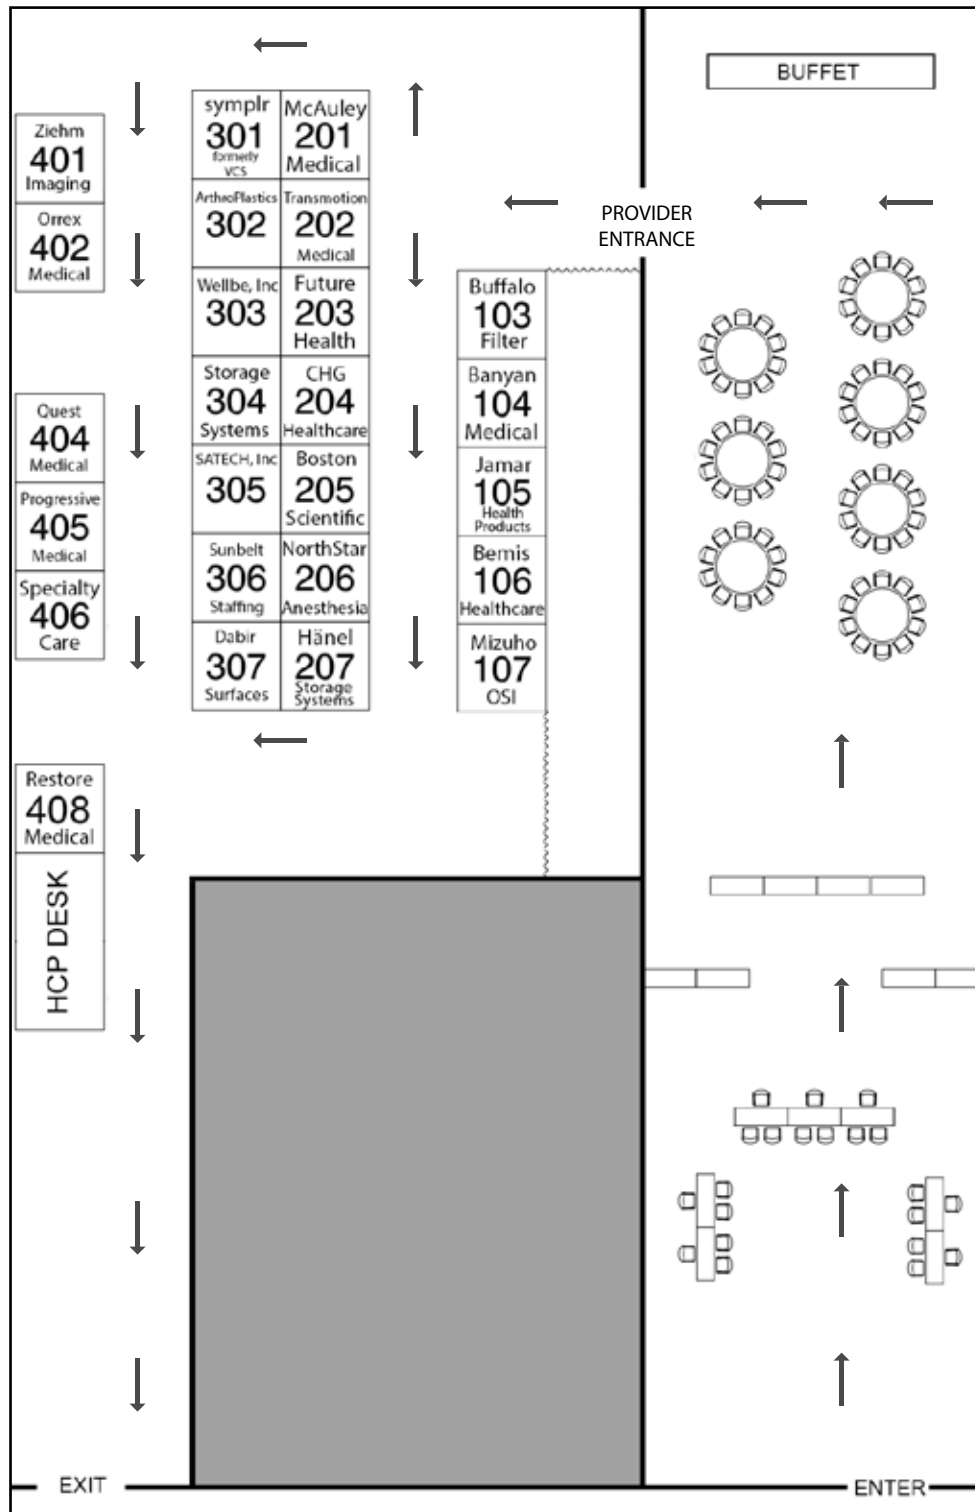 BUFFET
PROVIDER
ENTRANCE
symplr
301
formerly
VCS
McAuley
201
Medical
Ziehm
401
Imaging
ArthroPlastics
302
Transmotion
202
Medical
Orrex
402
Medical
Wellbe, Inc
303
Future
203
Health
Buffalo
103
Filter
Storage
304
Systems
CHG
204
Healthcare
Banyan
104
Medical
Quest
404
Medical
SATECH, Inc
305
Boston
205
Scientific
Jamar
105
Health
Products
Progressive
405
Medical
Sunbelt
306
Staffing
NorthStar
206
Anesthesia
Bemis
106
Healthcare
Specialty
406
Care
Dabir
307
Surfaces
Hänel
207
Storage
Systems
Mizuho
107
OSI
Restore
408
Medical
HCP DESK
EXIT
ENTER